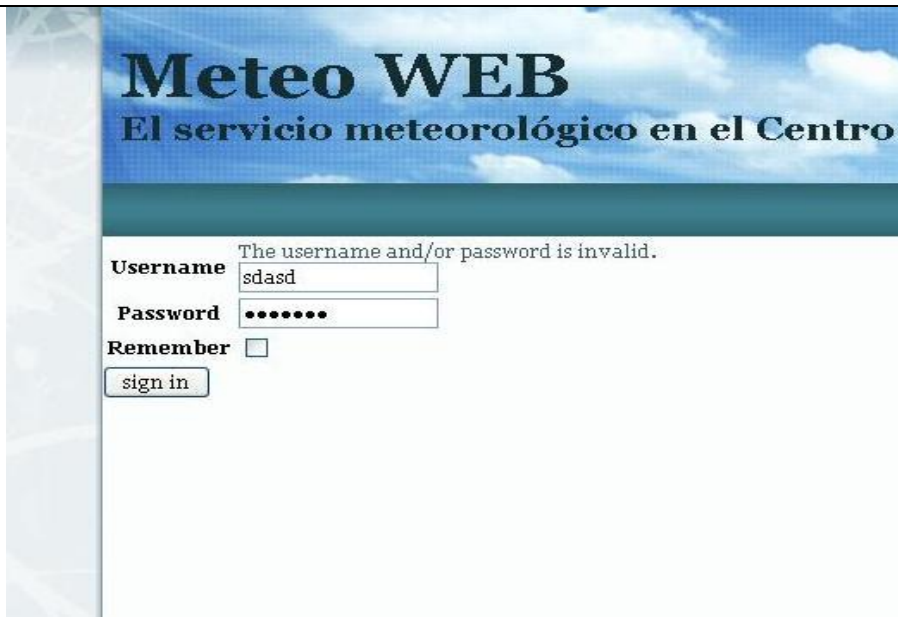 Meteo WEB
El servicio meteorológico en el Centro
The username and/or password is invalid.
Username sdasd
Password •••••••
Remember
sign in